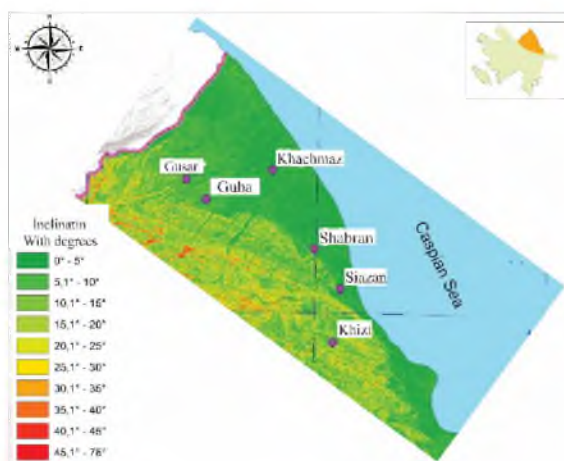 N
W
E
S
Khachmaz
Gusar
Guba
Shabran
Siazan
Khizi
Caspian Sea
Inclinatin
With degrees
0° - 5°
5,1° - 10°
10,1° - 15°
15,1° - 20°
20,1° - 25°
25,1° - 30°
30,1° - 35°
35,1° - 40°
40,1° - 45°
45,1° - 78°